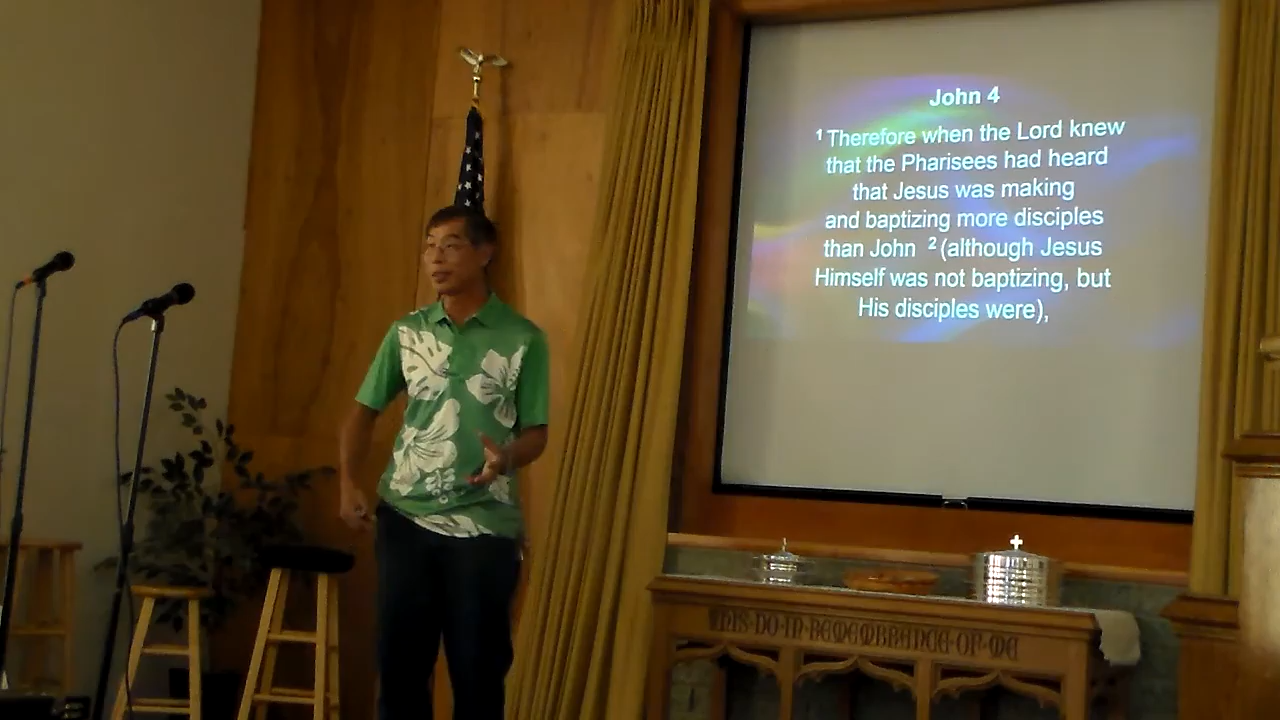 John 4
1 Therefore when the Lord knew
that the Pharisees had heard
that Jesus was making
and baptizing more disciples
than John 2 (although Jesus
Himself was not baptizing, but
His disciples were),
THIS·DO·IN·REMEMBRENCE·OF·ME